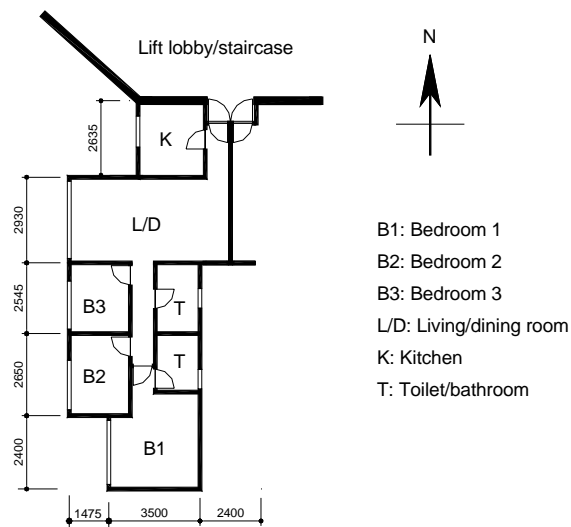 Lift lobby/staircase
N
K
2635
L/D
2930
B1: Bedroom 1
B2: Bedroom 2
B3: Bedroom 3
L/D: Living/dining room
K: Kitchen
T: Toilet/bathroom
B3
T
2545
B2
T
2650
B1
2400
1475
3500
2400